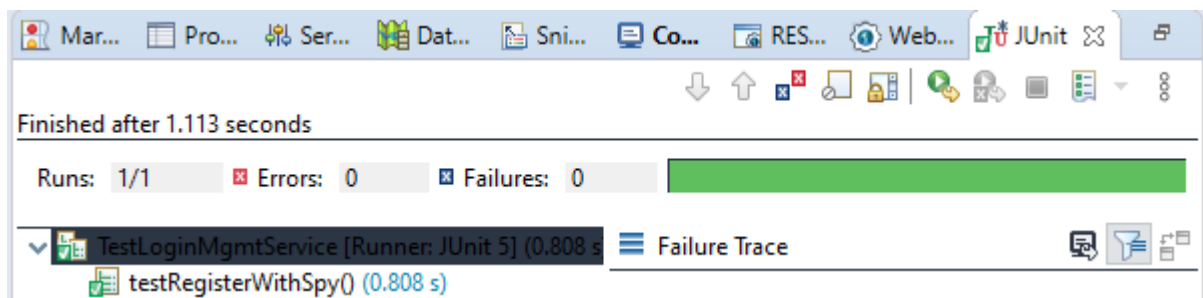 Mar... Pro... Ser... Dat... Sni... Co... RES... Web... JUnit
Finished after 1.113 seconds
Runs: 1/1 Errors: 0 Failures: 0
TestLoginMgmtService [Runner: JUnit 5] (0.808 s Failure Trace
testRegisterWithSpy() (0.808 s)